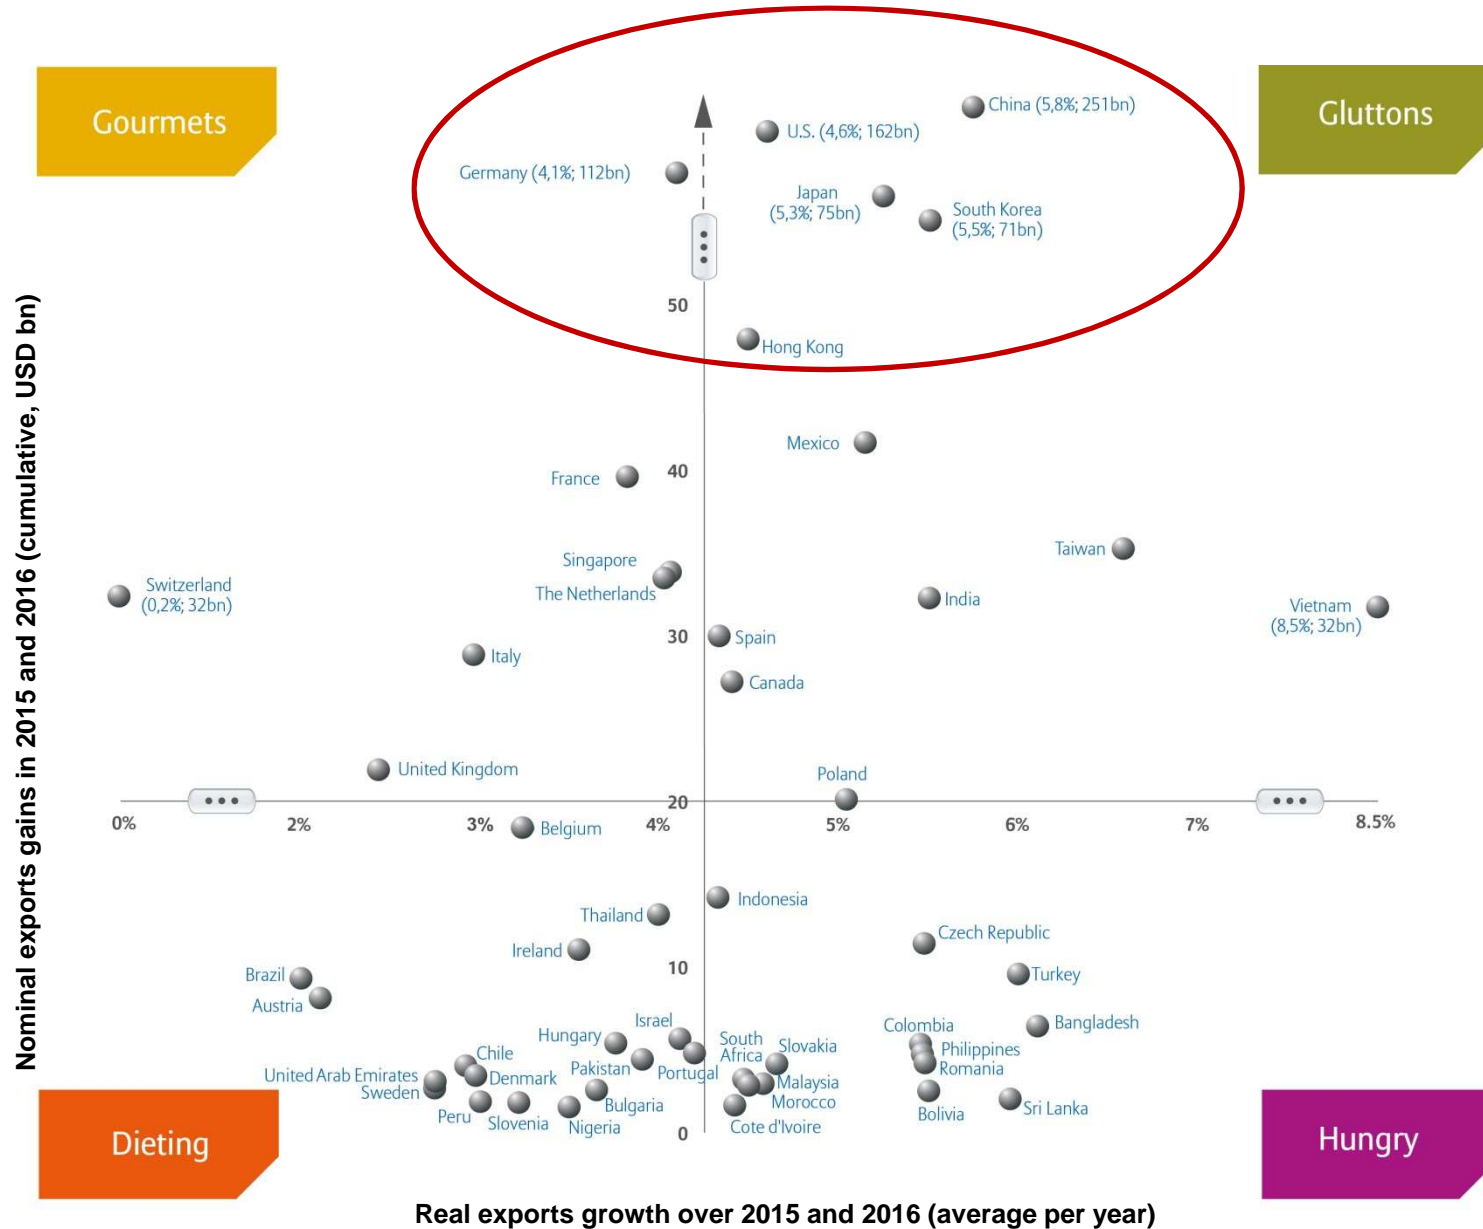 Gourmets
Gluttons
China (5,8%; 251bn)
U.S. (4,6%; 162bn)
Germany (4,1%; 112bn)
Japan
(5,3%; 75bn)
South Korea
(5,5%; 71bn)
50
Hong Kong
Mexico
40
France
Taiwan
Singapore
The Netherlands
Switzerland
(0,2%; 32bn)
India
Vietnam
(8,5%; 32bn)
30
Spain
Italy
Canada
United Kingdom
Poland
20
0%
2%
3%
4%
5%
6%
7%
8.5%
Belgium
Indonesia
Thailand
Czech Republic
Ireland
10
Brazil
Turkey
Austria
Israel
Hungary
South
Africa
Slovakia
Colombia
Bangladesh
Philippines
Chile
Pakistan
Portugal
Romania
United Arab Emirates
Denmark
Malaysia
Sweden
Morocco
Peru
Slovenia
Bulgaria
Nigeria
Cote d'Ivoire
Bolivia
Sri Lanka
0
Dieting
Hungry
Nominal exports gains in 2015 and 2016 (cumulative, USD bn)
Real exports growth over 2015 and 2016 (average per year)